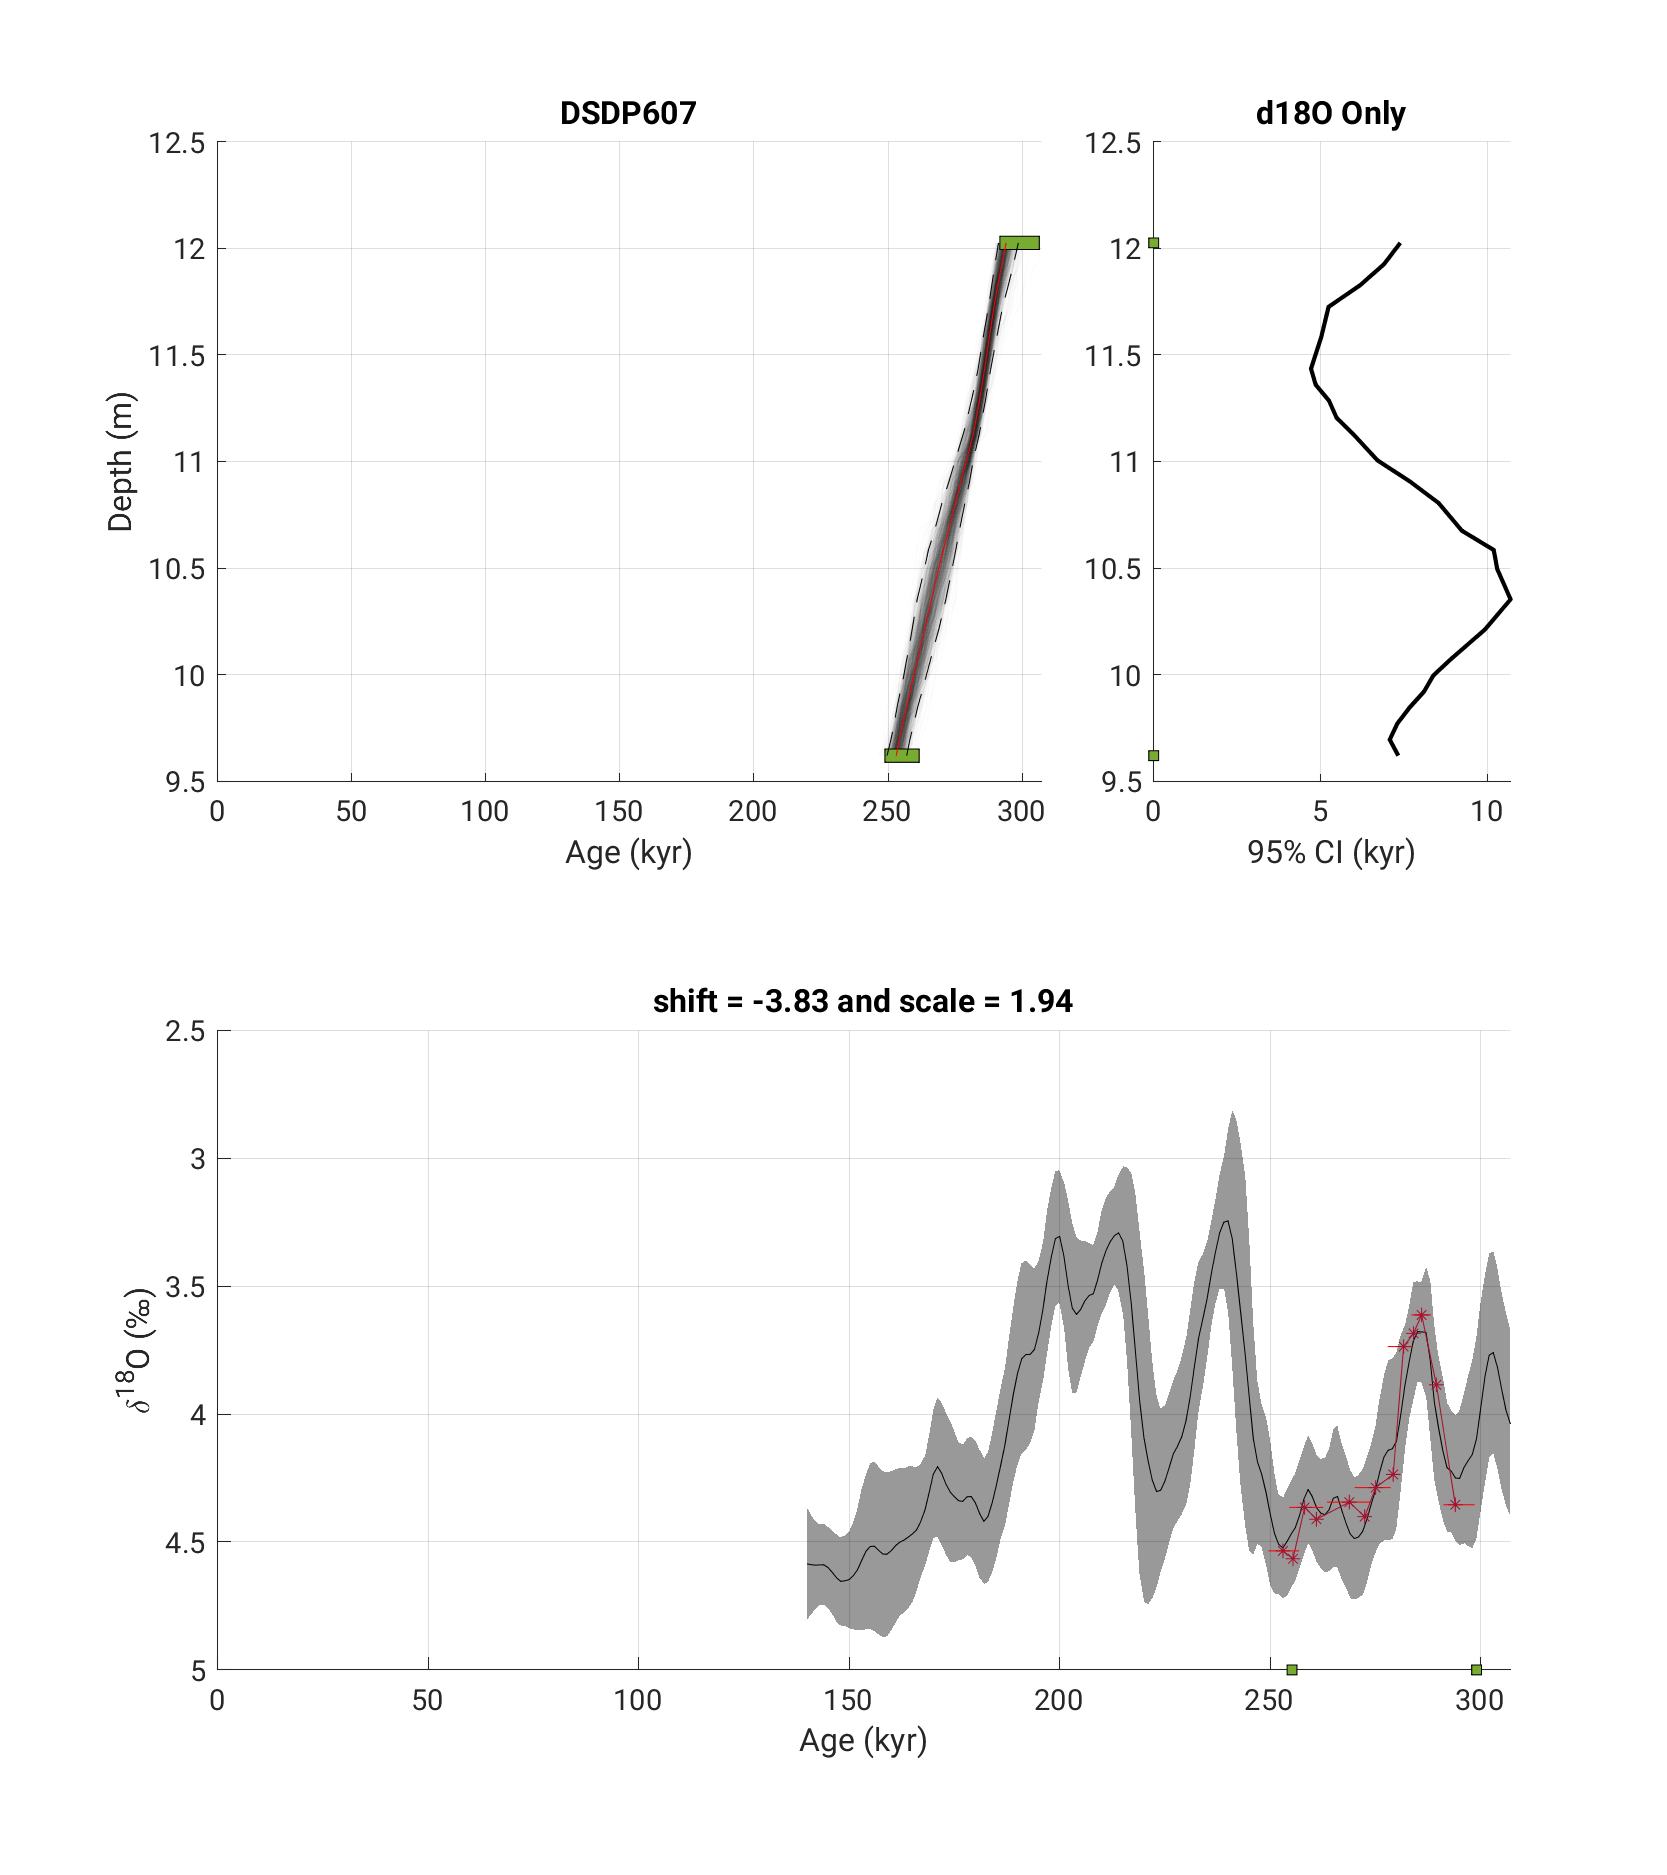 DSDP607
12.5
12
11.5
11
10.5
10
9.5
Depth (m)
0 50 100 150 200 250 300
Age (kyr)
d18O Only
12.5
12
11.5
11
10.5
10
9.5
0 5 10
95% CI (kyr)
shift = -3.83 and scale = 1.94
2.5
3
3.5
4
4.5
5
δ18O (‰)
0 50 100 150 200 250 300
Age (kyr)